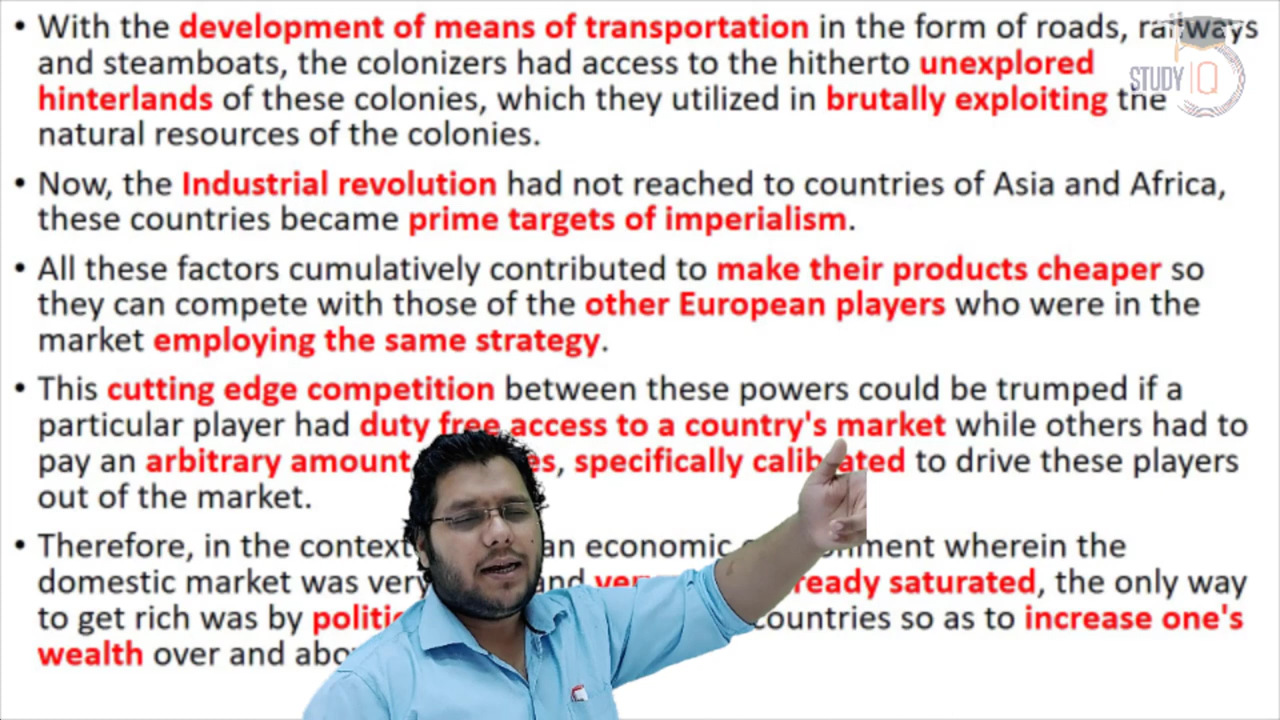 • With the development of means of transportation in the form of roads, railways
and steamboats, the colonizers had access to the hitherto unexplored
hinterlands of these colonies, which they utilized in brutally exploiting the
natural resources of the colonies.
• Now, the Industrial revolution had not reached to countries of Asia and Africa,
these countries became prime targets of imperialism.
• All these factors cumulatively contributed to make their products cheaper so
they can compete with those of the other European players who were in the
market employing the same strategy.
• This cutting edge competition between these powers could be trumped if a
particular player had duty free access to a country's market while others had to
pay an arbitrary amount specifically calibrated to drive these players
out of the market.
• Therefore, in the context an economic wherein the
domestic market was very and saturated, the only way
to get rich was by countries so as to increase one's
wealth over and
STUDY IQ